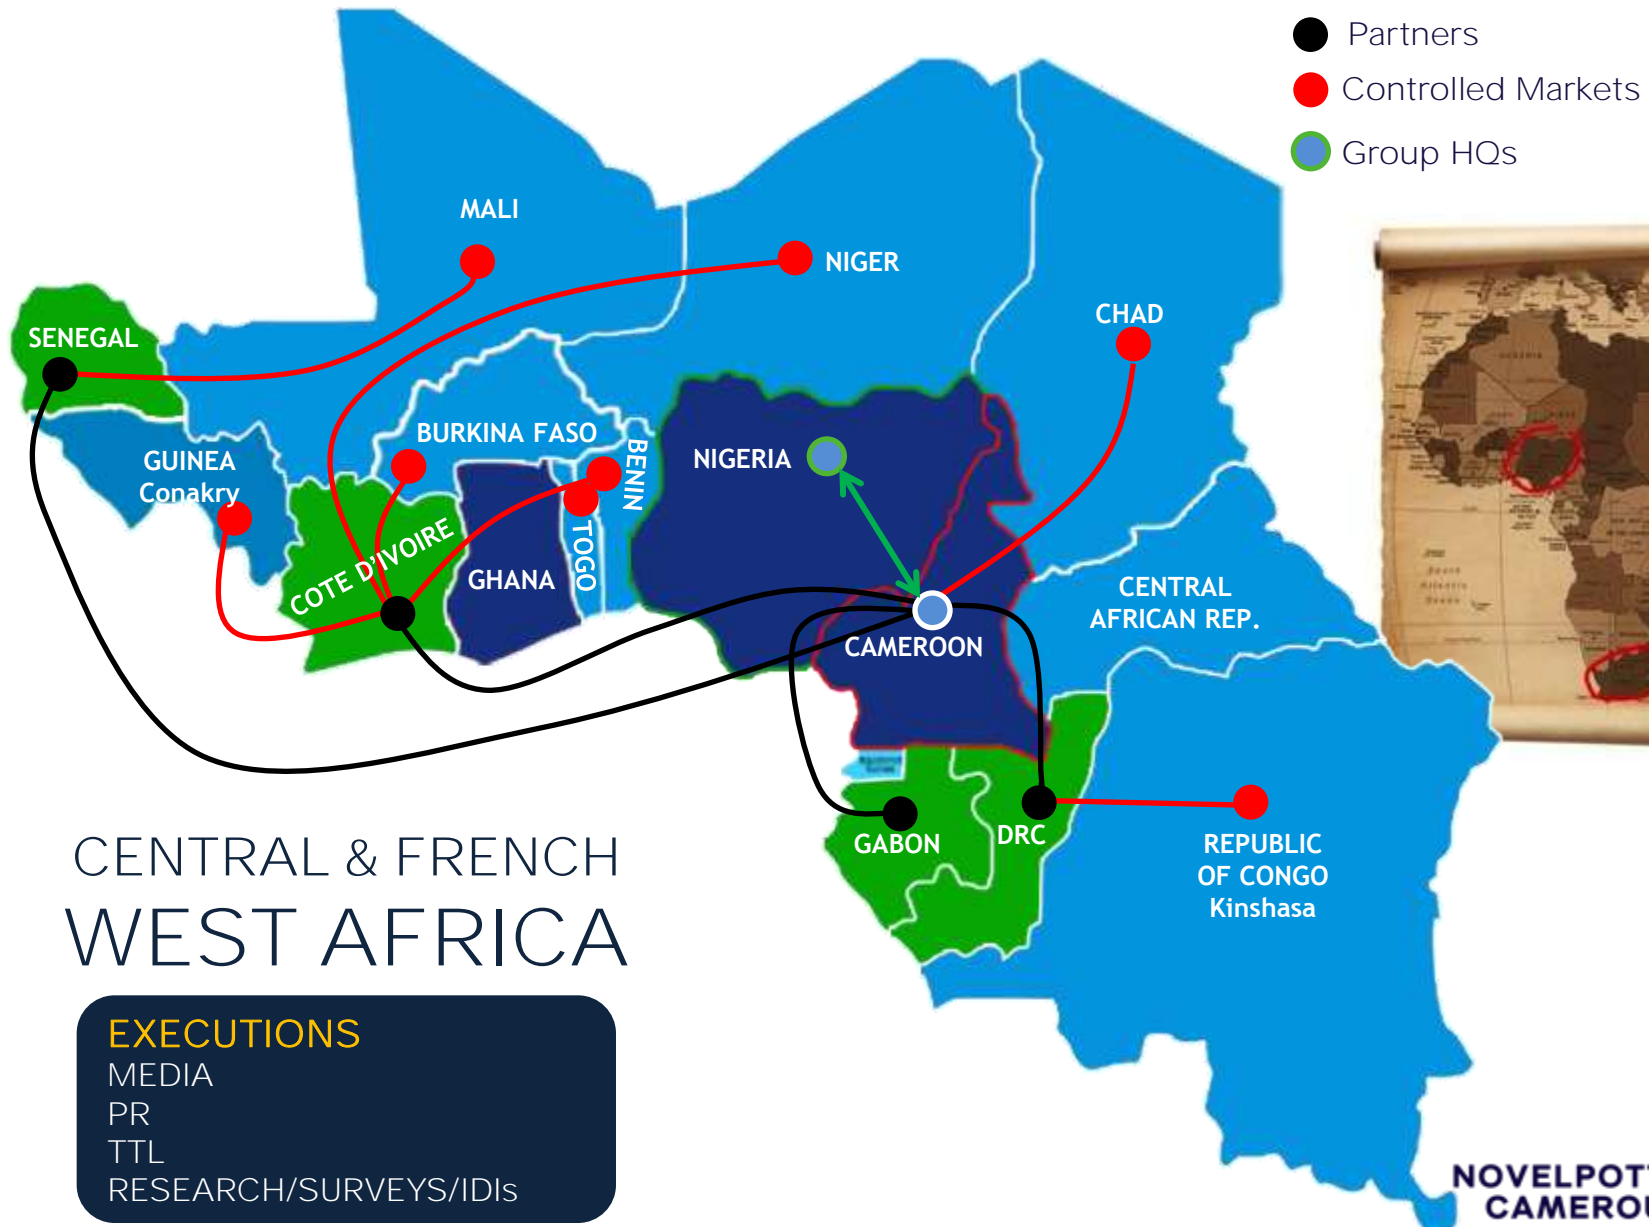 Partners
Controlled Markets
Group HQs
MALI
NIGER
CHAD
SENEGAL
BURKINA FASO
BENIN
NIGERIA
GUINEA
Conakry
COTE D'IVOIRE
GHANA
TOGO
CENTRAL
AFRICAN REP.
CAMEROON
GABON
DRC
REPUBLIC
OF CONGO
Kinshasa
CENTRAL & FRENCH
WEST AFRICA
EXECUTIONS
MEDIA
PR
TTL
RESEARCH/SURVEYS/IDIs